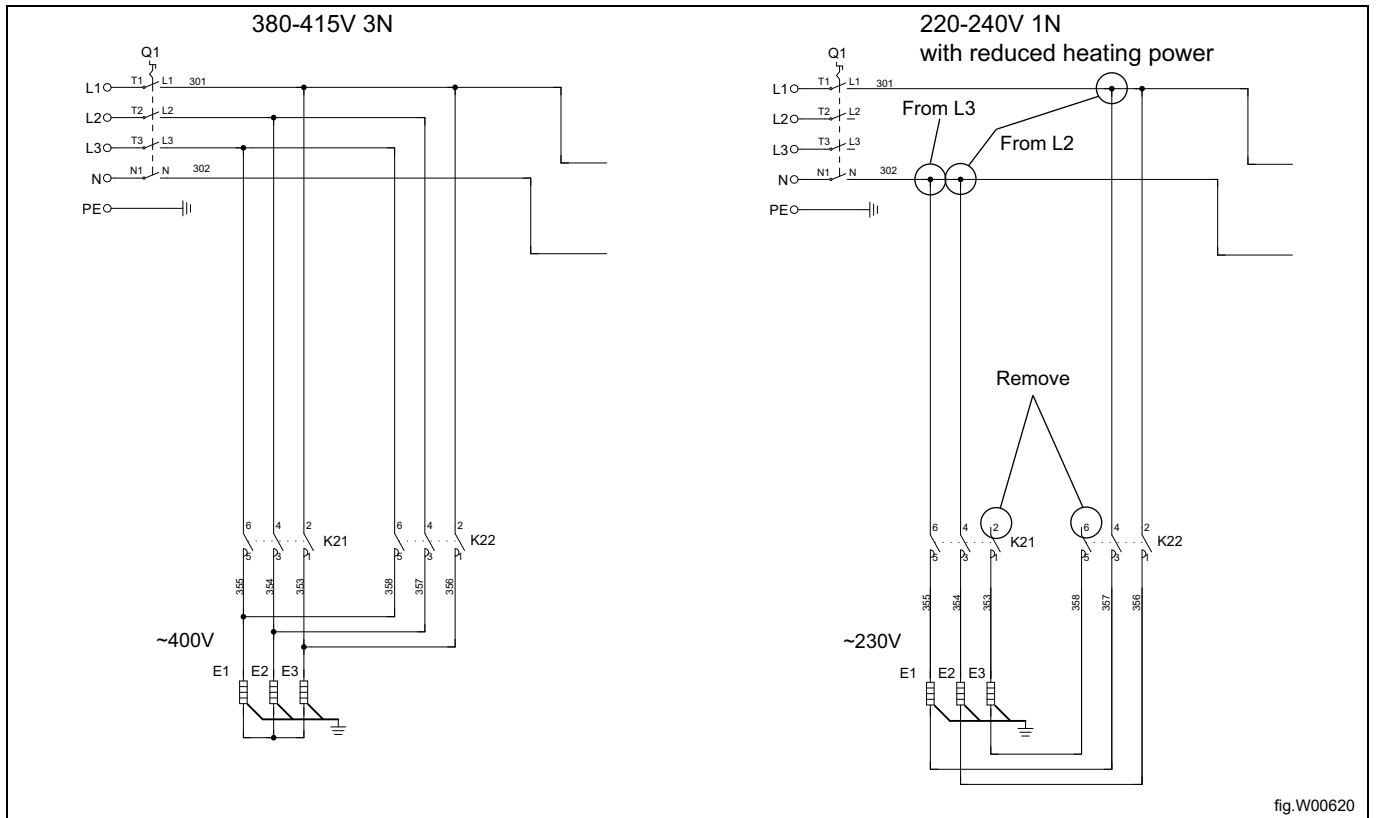 380-415V 3N
Q1
L1 T1 L1 301
L2 T2 L2
L3 T3 L3
N N1 N 302
PE
6 4 2 6 4 2
K21 K22
5 3 1 5 3 1
355 354 353 358 357 356
~400V
E1 E2 E3
220-240V 1N
with reduced heating power
Q1
L1 T1 L1 301
From L3
L2 T2 L2
From L2
L3 T3 L3
N N1 N 302
PE
Remove
6 4 2 6 4 2
K21 K22
5 3 1 5 3 1
355 354 353 358 357 356
~230V
E1 E2 E3
fig.W00620